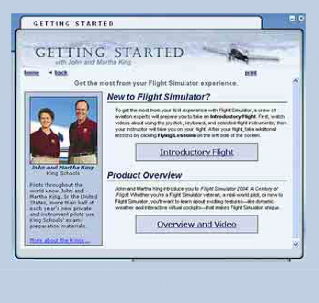 GETTING STARTED
GETTING STARTED
with John and Martha King
home ◂ back print
Get the most from your Flight Simulator experience.
New to Flight Simulator?
To get the most from your first experience with Flight Simulator, a crew of
aviation experts will prepare you to take an Introductory Flight. First, watch
videos about using the joystick, keyboard, and essential flight instruments; then
your instructor will take you on your flight. After your flight, take additional
lessons by clicking Flying Lessons on the left side of the screen.
Introductory Flight
John and Martha King
King Schools
Pilots throughout the
world know John and
Martha King. In the United
States, more than half of
each year's new private
and instrument pilots use
King Schools' exam-
preparation materials.
More about the Kings ...
Product Overview
John and Martha King introduce you to Flight Simulator 2004: A Century of
Flight. Whether you're a Flight Simulator veteran, a real-world pilot, or new to
Flight Simulator, you'll want to learn about exciting features—like dynamic
weather and interactive virtual cockpits—that make Flight Simulator unique.
Overview and Video